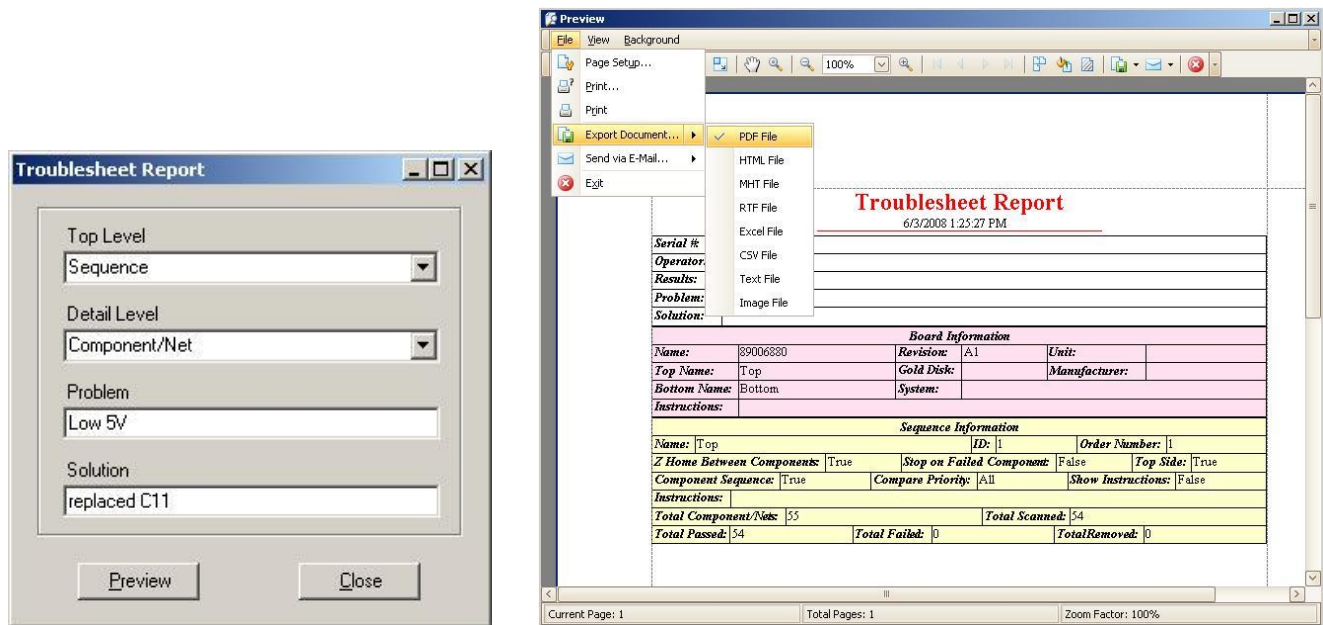 Troublesheet Report
Top Level
Sequence
Detail Level
Component/Net
Problem
Low 5V
Solution
replaced C11
Preview
Close
Preview
File View Background
100%
Page Setup...
Print...
Print
Export Document...
Send via E-Mail...
Exit
PDF File
HTML File
MHT File
RTF File
Excel File
CSV File
Text File
Image File
Troublesheet Report
6/3/2008 1:25:27 PM
Serial #:
Operator:
Results:
Problem:
Solution:
Board Information
Name: 89006880 Revision: A1 Unit:
Top Name: Top Gold Disk: Manufacturer:
Bottom Name: Bottom System:
Instructions:
Sequence Information
Name: Top ID: 1 Order Number: 1
Z Home Between Components: True Stop on Failed Component: False Top Side: True
Component Sequence: True Compare Priority: All Show Instructions: False
Instructions:
Total Component/Nets: 55 Total Scanned: 54
Total Passed: 54 Total Failed: 0 TotalRemoved: 0
Current Page: 1 Total Pages: 1 Zoom Factor: 100%